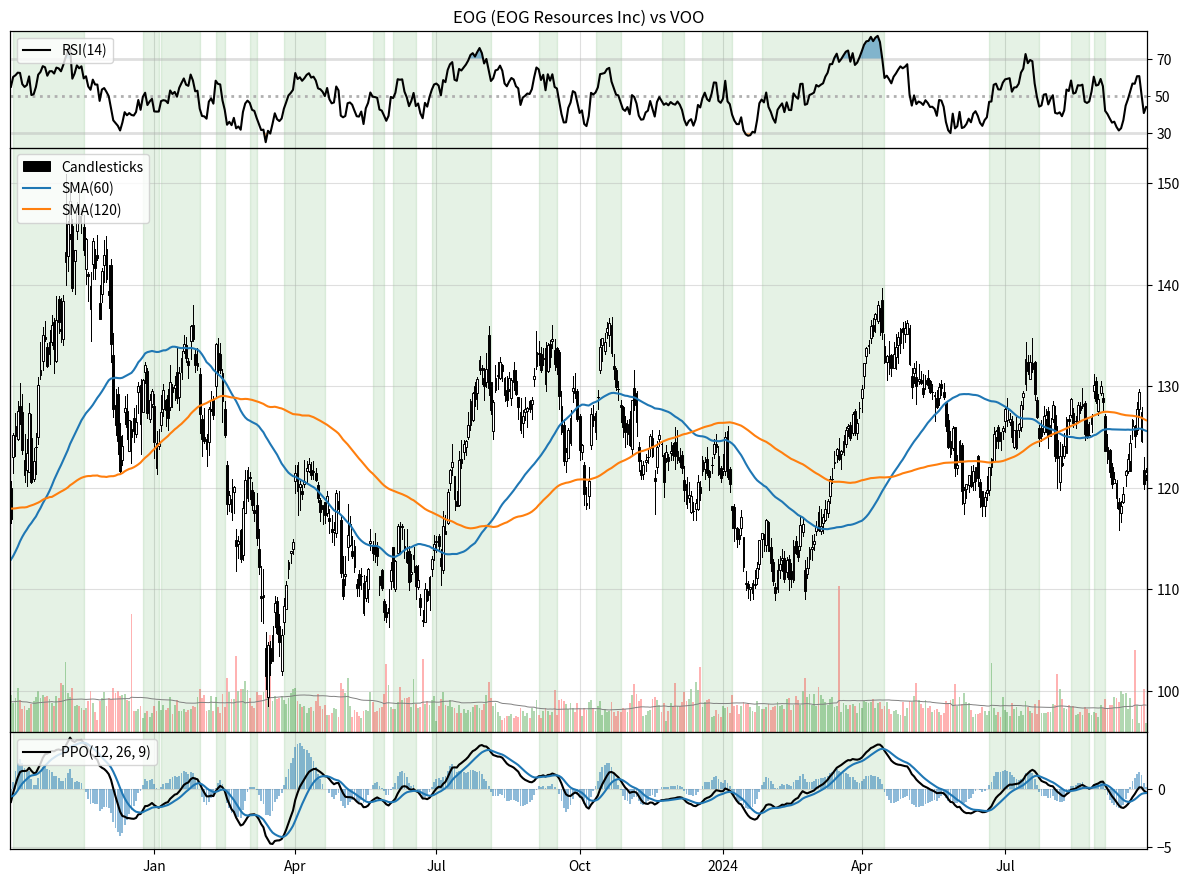 EOG (EOG Resources Inc) vs VOO
RSI(14)
70
50
30
Candlesticks
SMA(60)
SMA(120)
150
140
130
120
110
100
PPO(12, 26, 9)
0
−5
Jan Apr Jul Oct 2024 Apr Jul